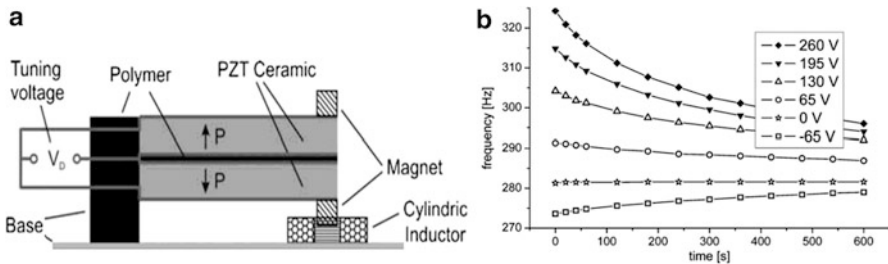 a
Tuning
voltage
Polymer
PZT Ceramic
P
V_D
P
Magnet
Base
Cylindric
Inductor
b
frequency [Hz]
320
310
300
290
280
270
0
100
200
300
400
500
600
time [s]
260 V
195 V
130 V
65 V
0 V
-65 V